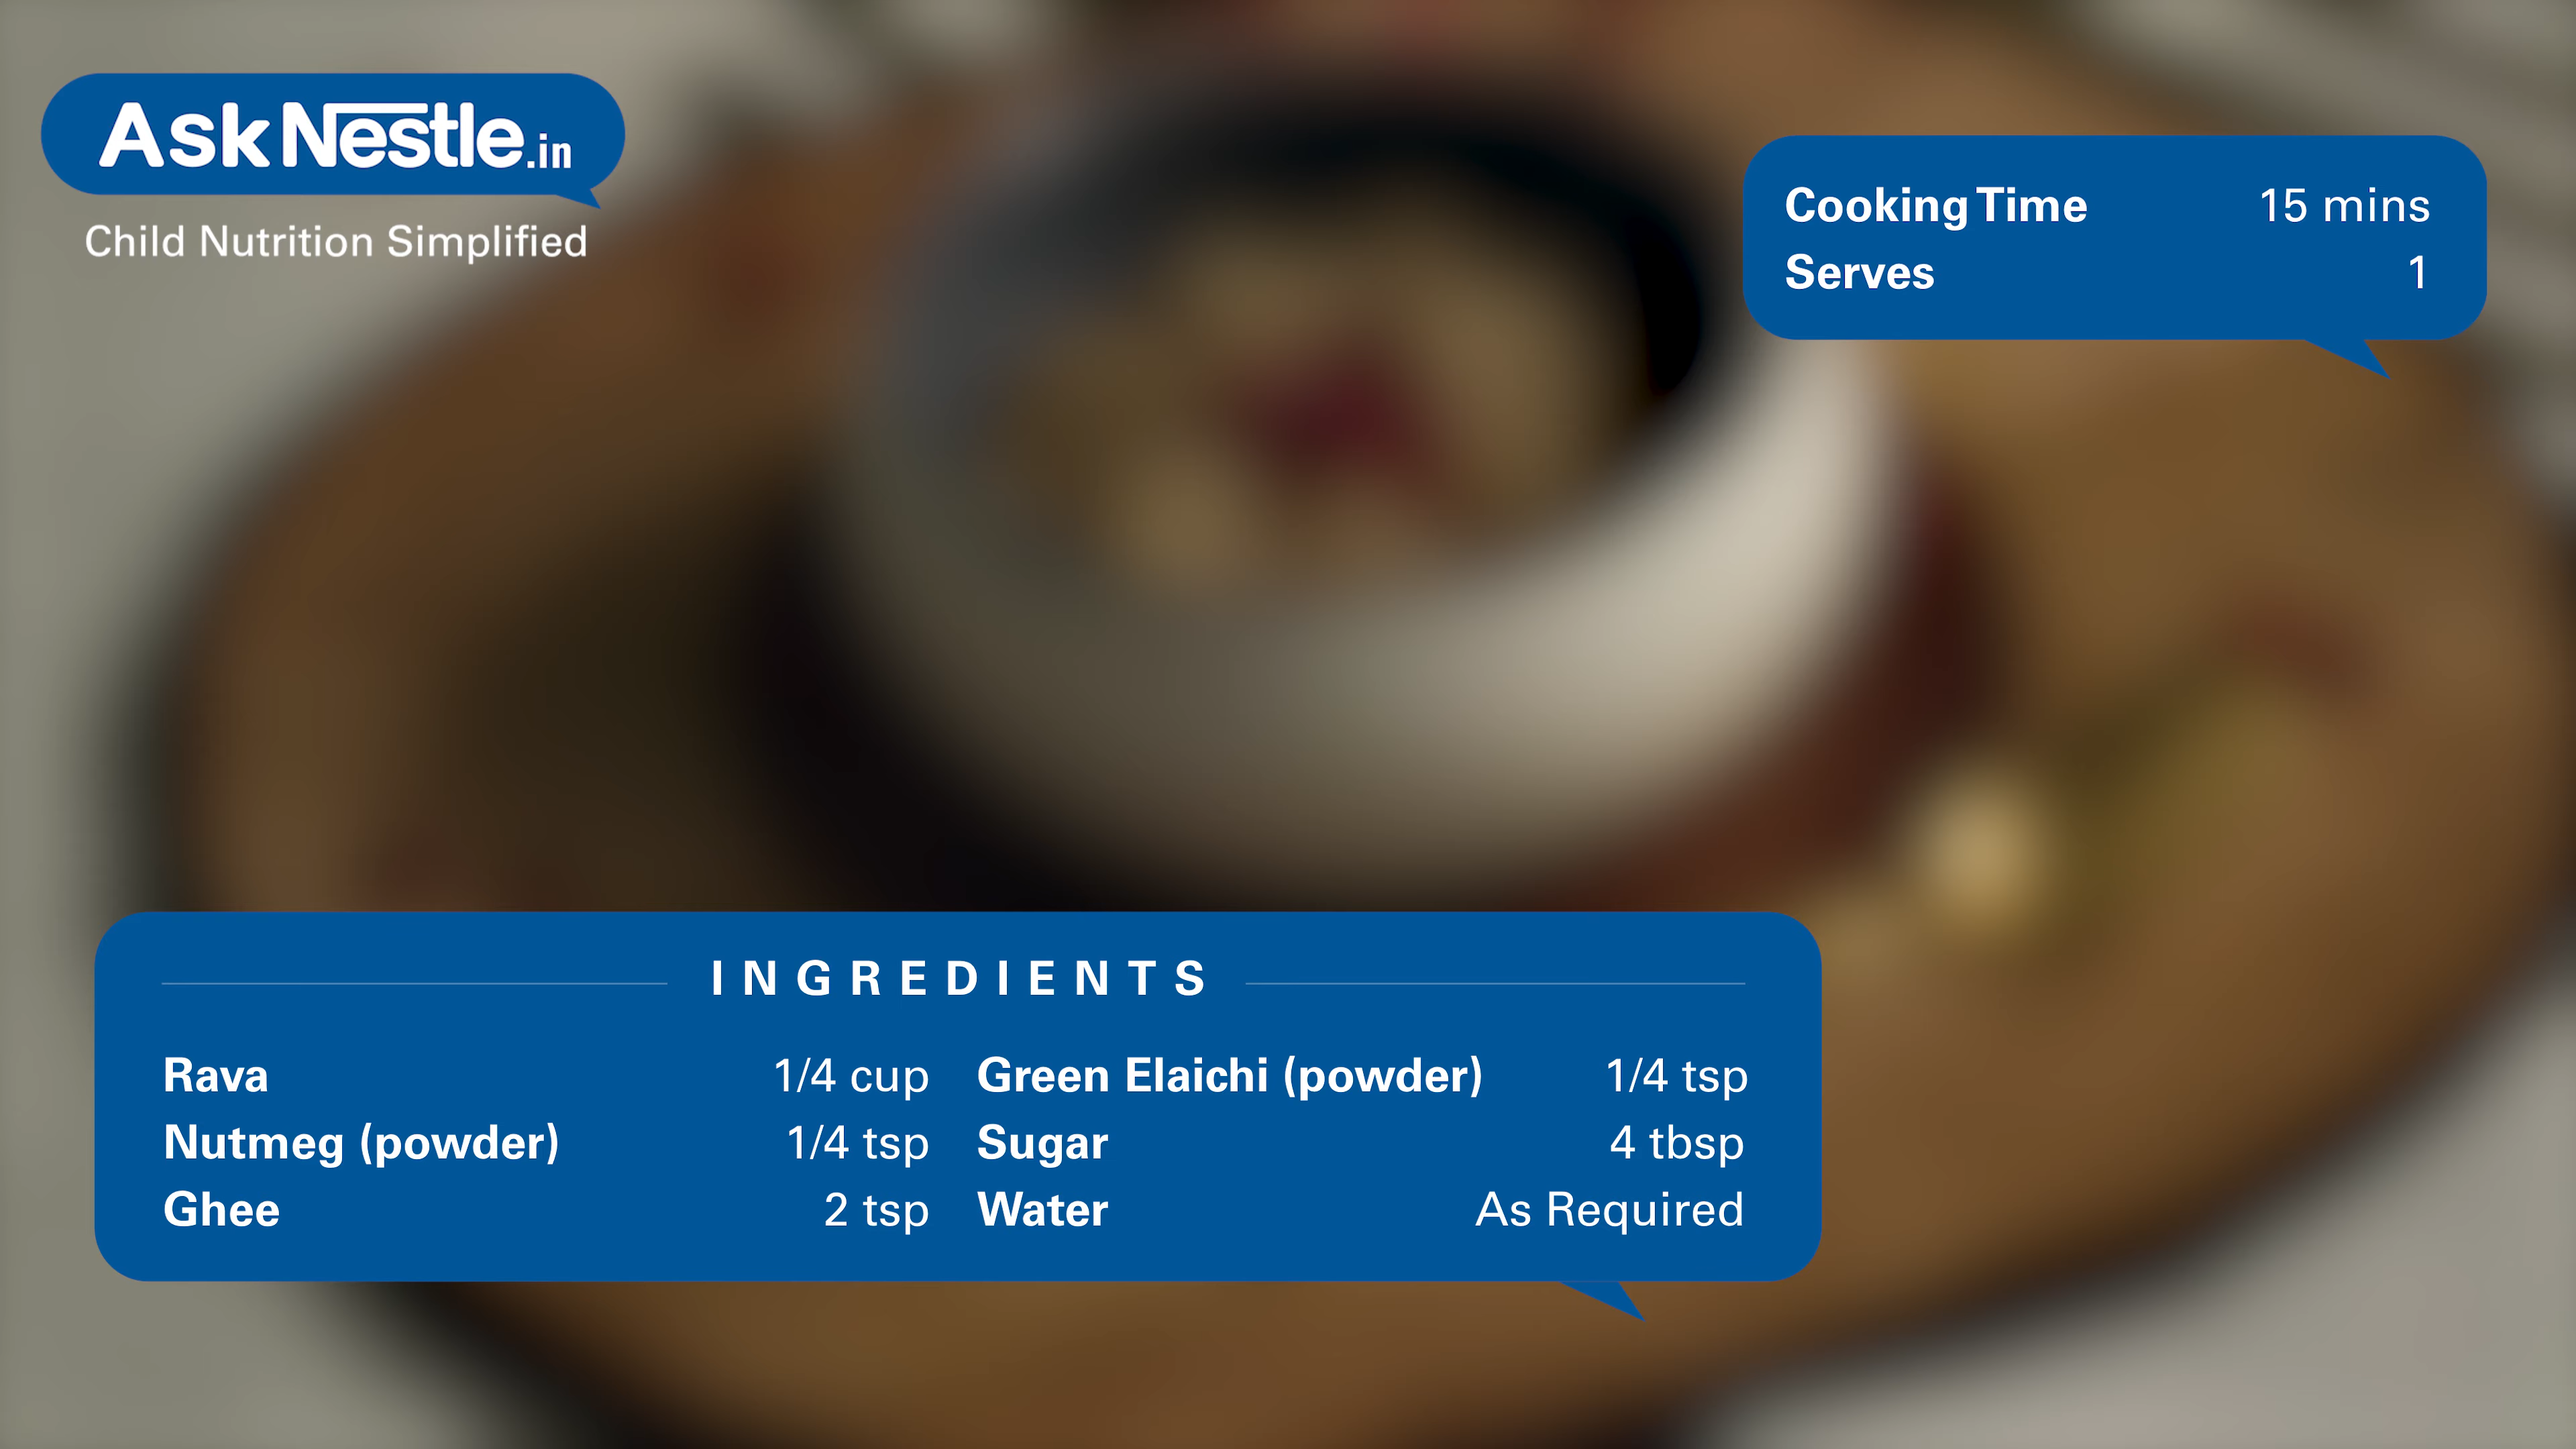 AskNestle.in
Child Nutrition Simplified
Cooking Time 15 mins
Serves 1
INGREDIENTS
Rava 1/4 cup Green Elaichi (powder) 1/4 tsp
Nutmeg (powder) 1/4 tsp Sugar 4 tbsp
Ghee 2 tsp Water As Required